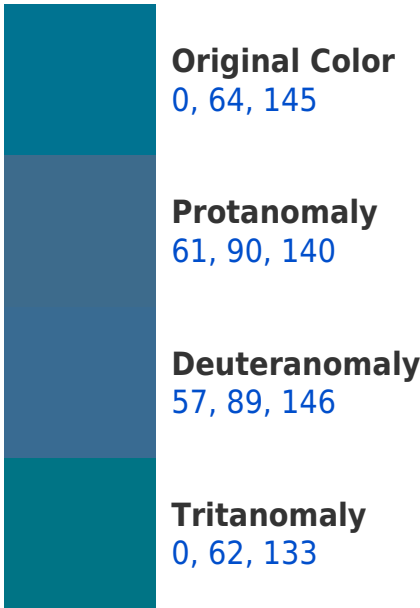 Original Color
0, 64, 145
Protanomaly
61, 90, 140
Deuteranomaly
57, 89, 146
Tritanomaly
0, 62, 133